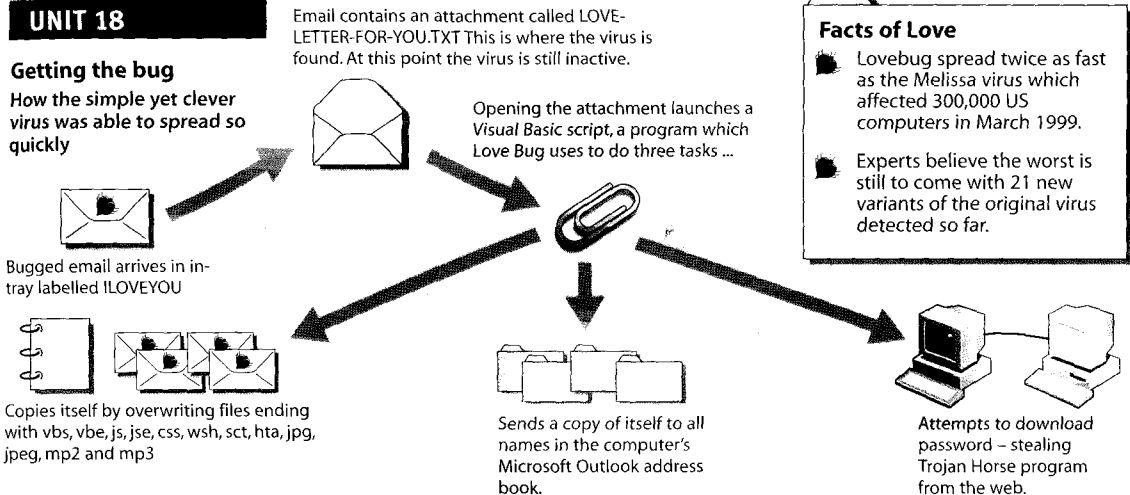 UNIT 18
Getting the bug
How the simple yet clever
virus was able to spread so
quickly
Bugged email arrives in in-
tray labelled ILOVEYOU
Email contains an attachment called LOVE-
LETTER-FOR-YOU.TXT This is where the virus is
found. At this point the virus is still inactive.
Opening the attachment launches a
Visual Basic script, a program which
Love Bug uses to do three tasks ...
Copies itself by overwriting files ending
with vbs, vbe, js, jse, css, wsh, sct, hta, jpg,
jpeg, mp2 and mp3
Sends a copy of itself to all
names in the computer's
Microsoft Outlook address
book.
Attempts to download
password – stealing
Trojan Horse program
from the web.
Facts of Love
Lovebug spread twice as fast
as the Melissa virus which
affected 300,000 US
computers in March 1999.
Experts believe the worst is
still to come with 21 new
variants of the original virus
detected so far.